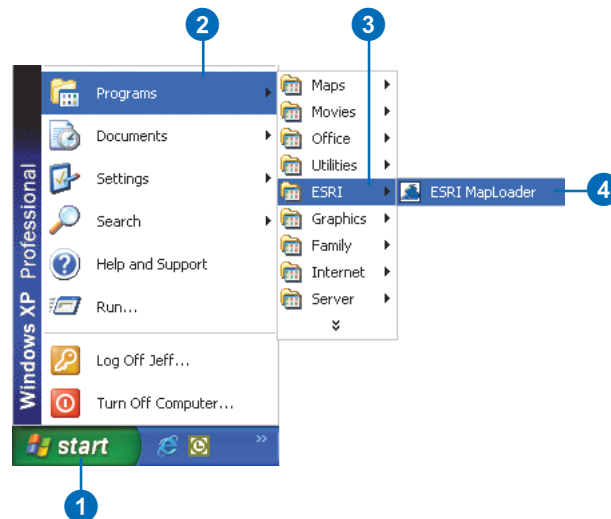 2
3
Programs
Documents
Settings
Search
Help and Support
Run...
Log Off Jeff...
Turn Off Computer...
Windows XP Professional
Maps
Movies
Office
Utilities
ESRI
Graphics
Family
Internet
Server
ESRI MapLoader
4
start
»
1